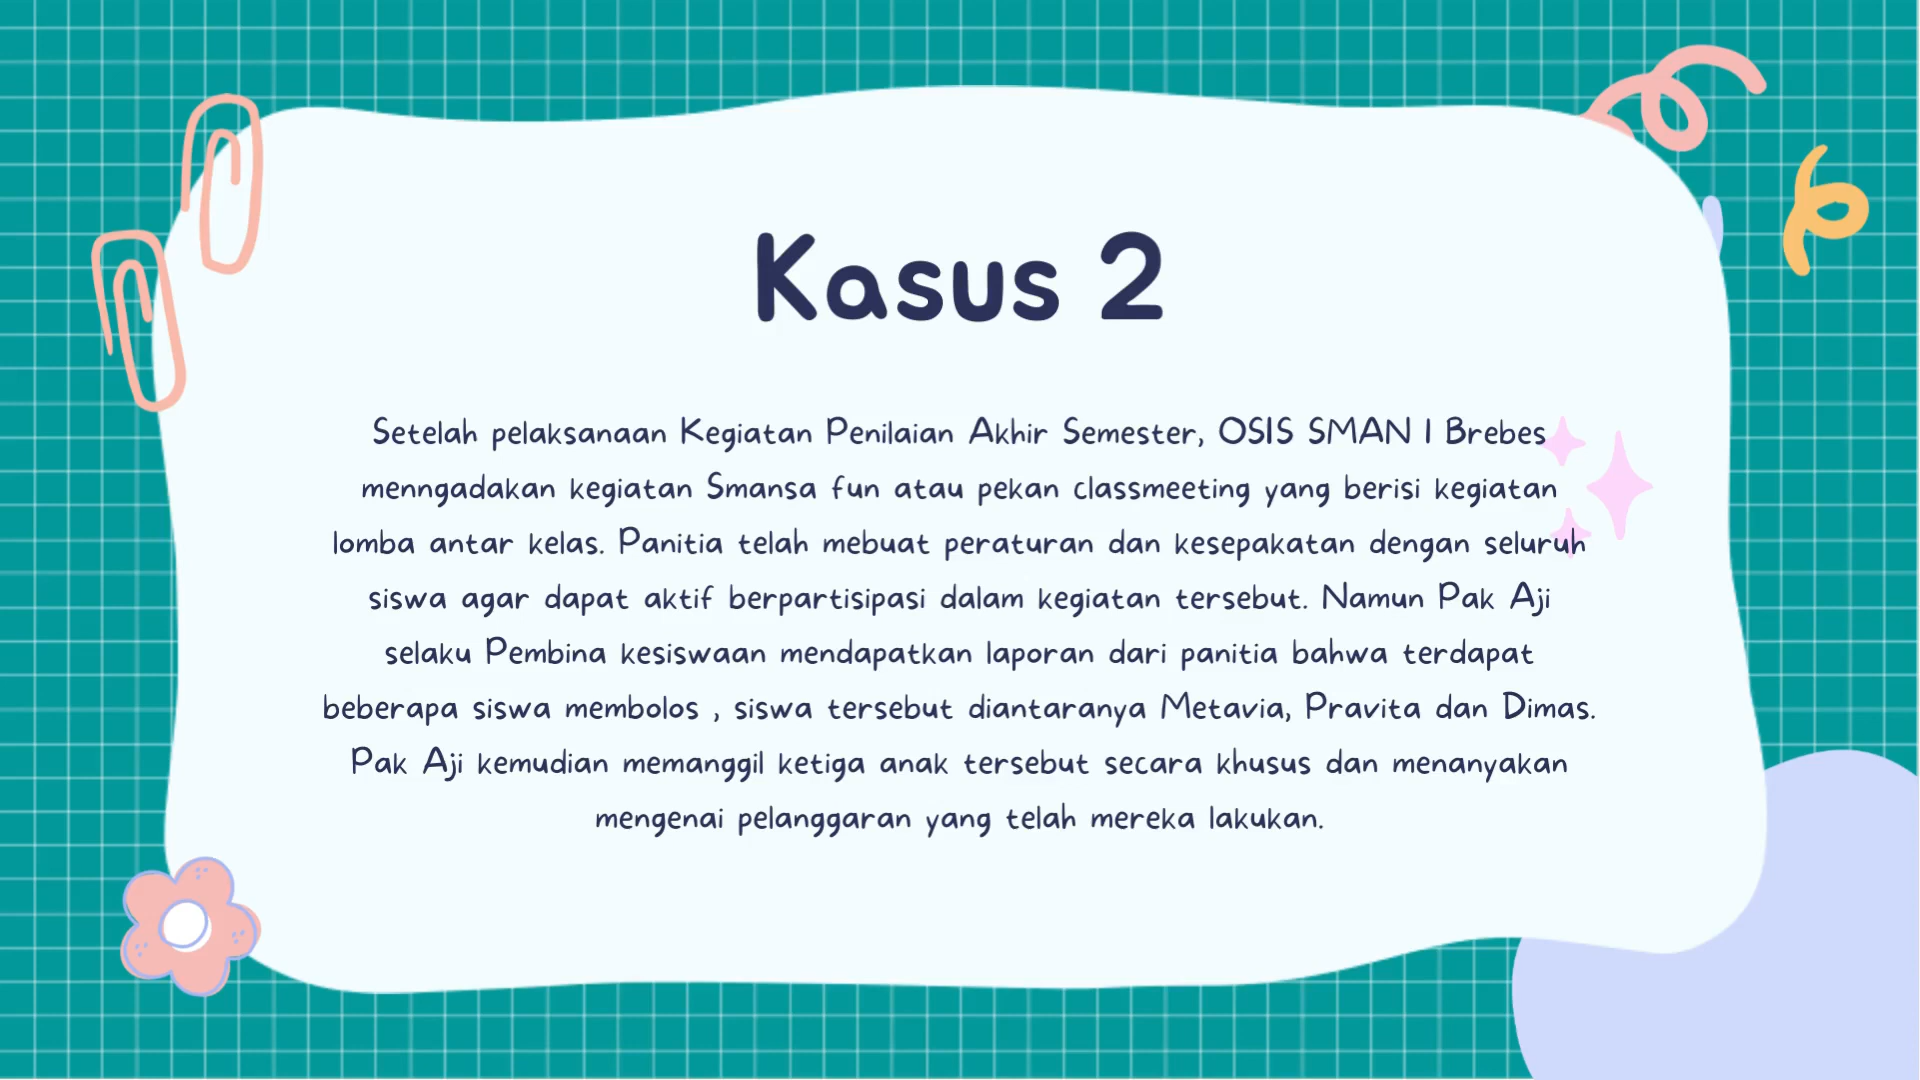 Kasus 2
Setelah pelaksanaan Kegiatan Penilaian Akhir Semester, OSIS SMAN 1 Brebes
menngadakan kegiatan Smansa fun atau pekan classmeeting yang berisi kegiatan
lomba antar kelas. Panitia telah mebuat peraturan dan kesepakatan dengan seluruh
siswa agar dapat aktif berpartisipasi dalam kegiatan tersebut. Namun Pak Aji
selaku Pembina kesiswaan mendapatkan laporan dari panitia bahwa terdapat
beberapa siswa membolos , siswa tersebut diantaranya Metavia, Pravita dan Dimas.
Pak Aji kemudian memanggil ketiga anak tersebut secara khusus dan menanyakan
mengenai pelanggaran yang telah mereka lakukan.